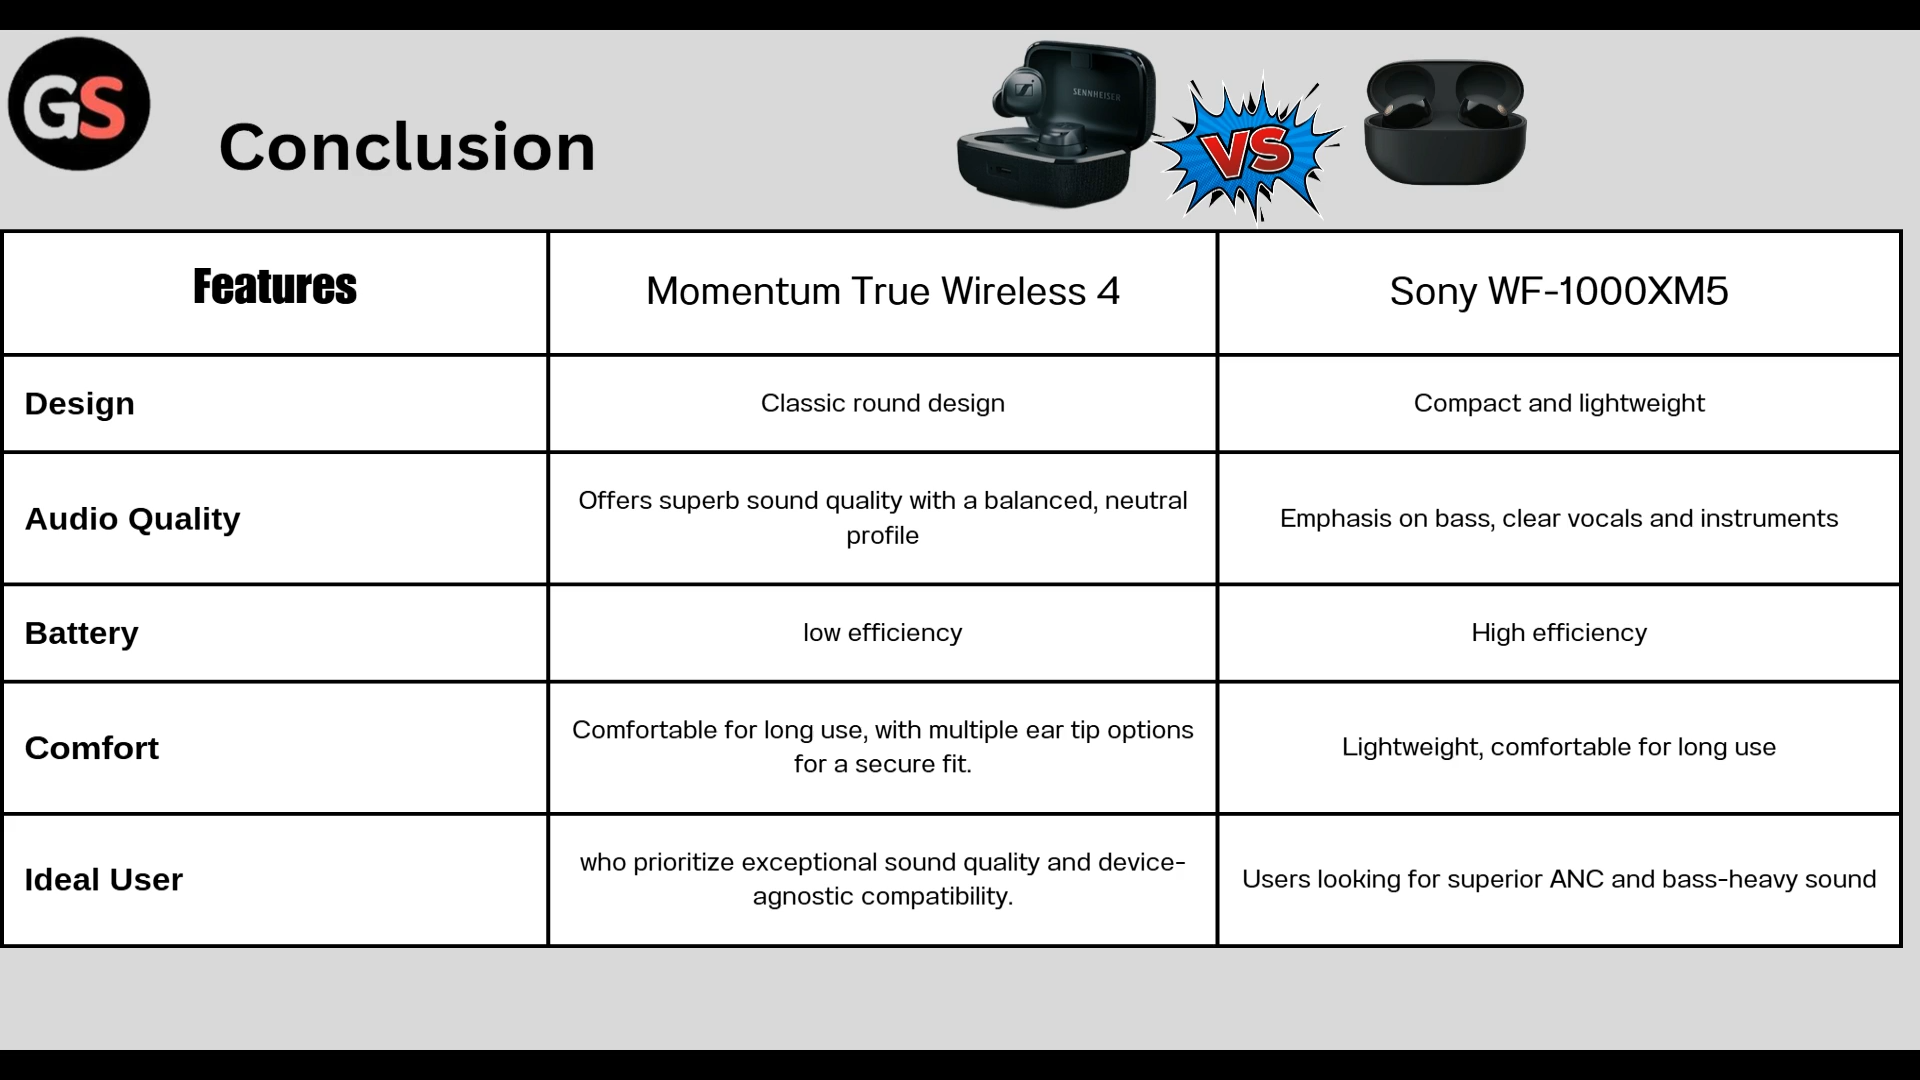 GS
Conclusion
SENNHEISER
VS
Features
Momentum True Wireless 4
Sony WF-1000XM5
Design
Classic round design
Compact and lightweight
Audio Quality
Offers superb sound quality with a balanced, neutral
profile
Emphasis on bass, clear vocals and instruments
Battery
low efficiency
High efficiency
Comfort
Comfortable for long use, with multiple ear tip options
for a secure fit.
Lightweight, comfortable for long use
Ideal User
who prioritize exceptional sound quality and device-
agnostic compatibility.
Users looking for superior ANC and bass-heavy sound